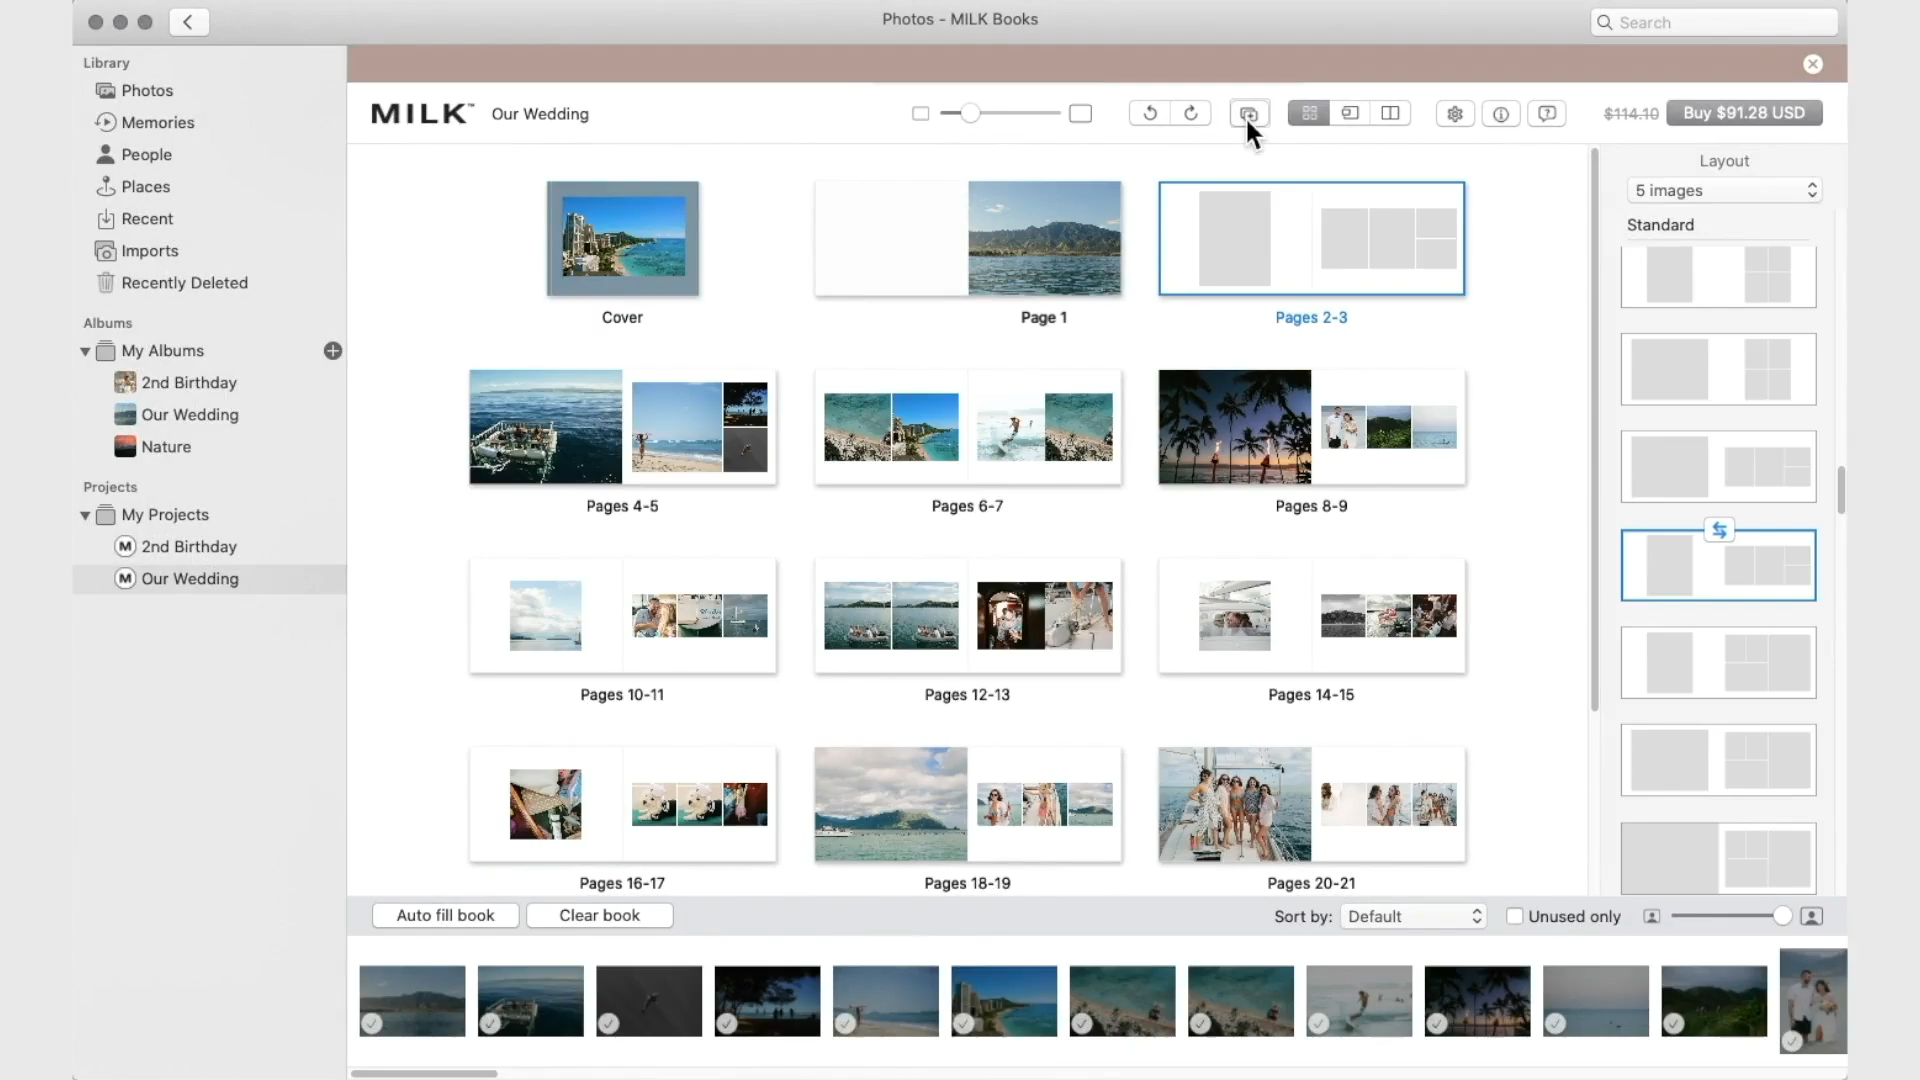 Photos - MILK Books
Search
Library
Photos
Memories
People
Places
Recent
Imports
Recently Deleted
Albums
My Albums
2nd Birthday
Our Wedding
Nature
Projects
My Projects
M 2nd Birthday
M Our Wedding
MILK™ Our Wedding
$114.10 Buy $91.28 USD
Cover
Page 1
Pages 2-3
Pages 4-5
Pages 6-7
Pages 8-9
Pages 10-11
Pages 12-13
Pages 14-15
Pages 16-17
Pages 18-19
Pages 20-21
Layout
5 images
Standard
Auto fill book
Clear book
Sort by: Default
Unused only